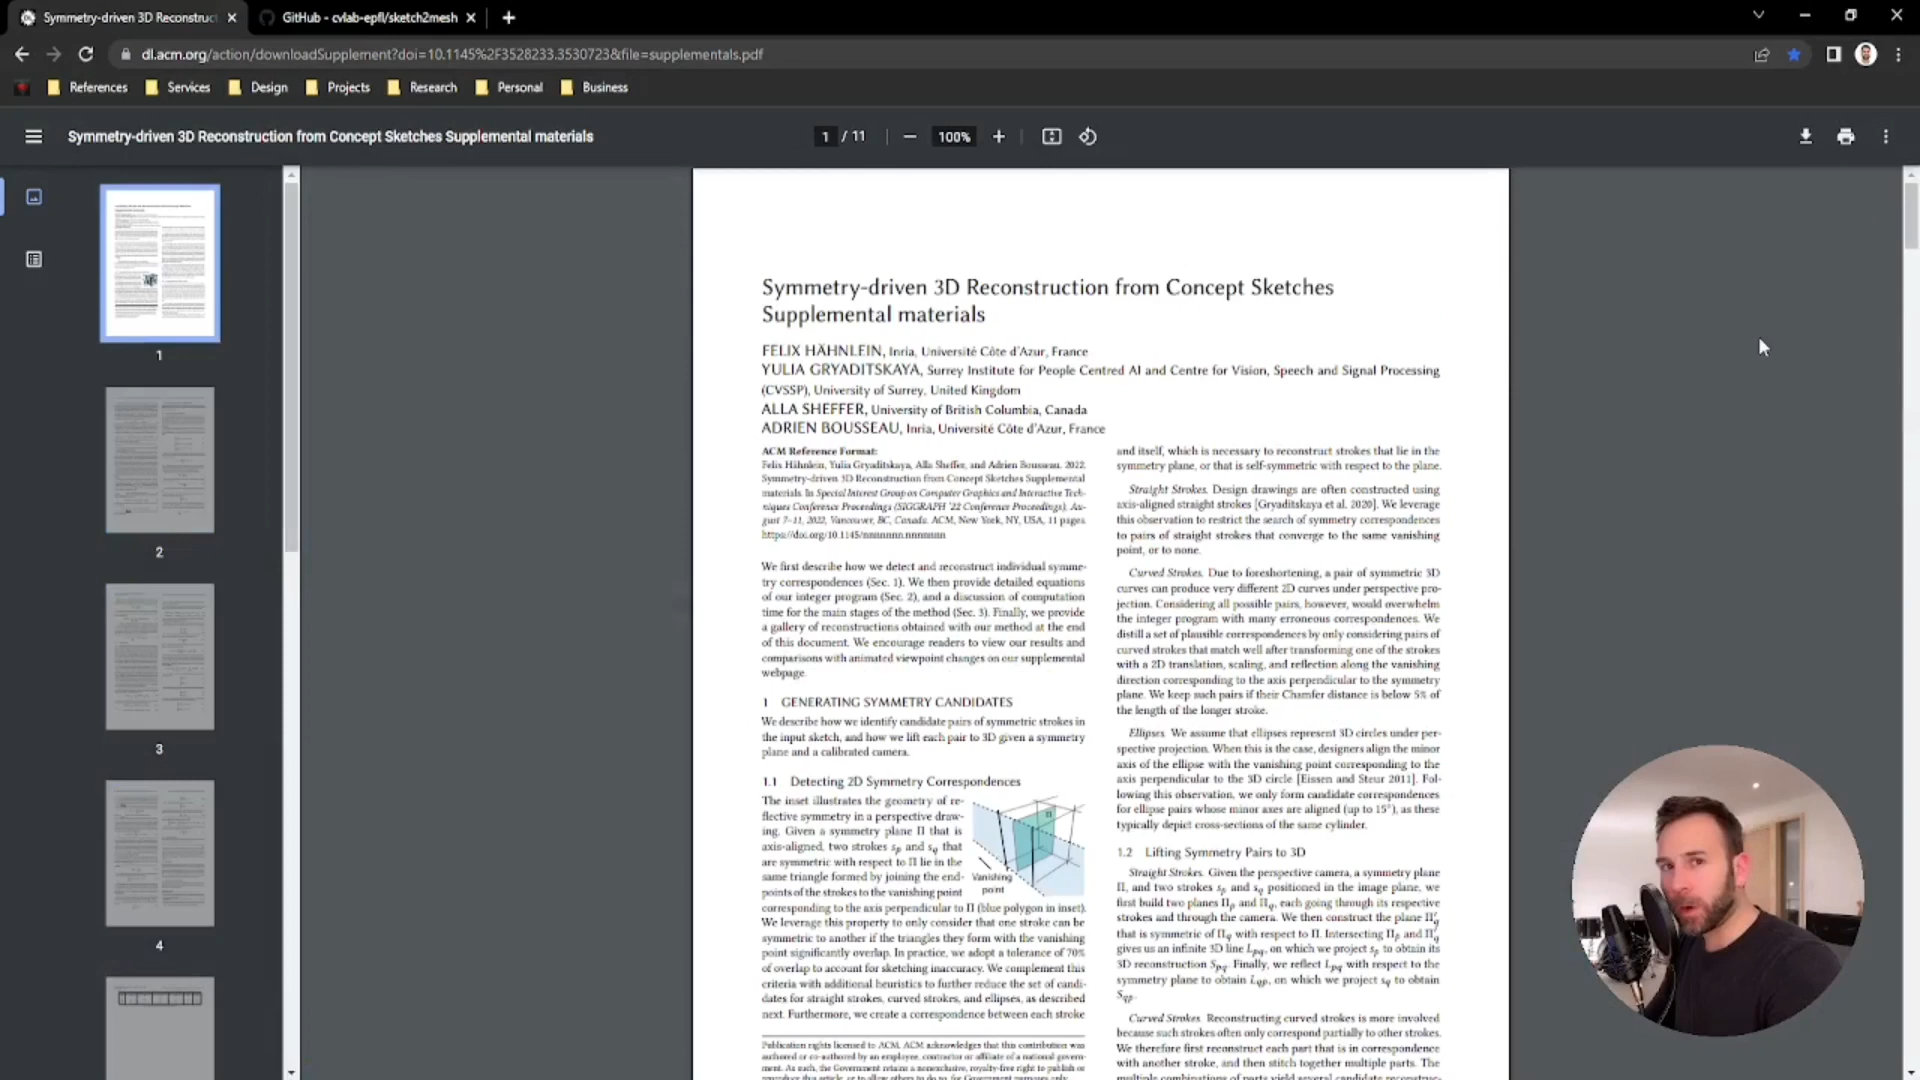 Symmetry-driven 3D Reconstruc
GitHub - cvlab-epfl/sketch2mesh
dl.acm.org/action/downloadSupplement?doi=10.1145%2F3528233.3530723&file=supplementals.pdf
References
Services
Design
Projects
Research
Personal
Business
Symmetry-driven 3D Reconstruction from Concept Sketches Supplemental materials
1 / 11
100%
1
2
3
4
Symmetry-driven 3D Reconstruction from Concept Sketches
Supplemental materials
FELIX HÄHNLEIN, Inria, Université Côte d'Azur, France
YULIA GRYADITSKAYA, Surrey Institute for People Centred AI and Centre for Vision, Speech and Signal Processing
(CVSSP), University of Surrey, United Kingdom
ALLA SHEFFER, University of British Columbia, Canada
ADRIEN BOUSSEAU, Inria, Université Côte d'Azur, France
ACM Reference Format:
Felix Hähnlein, Yulia Gryaditskaya, Alla Sheffer, and Adrien Bousseau. 2022.
Symmetry-driven 3D Reconstruction from Concept Sketches Supplemental
materials. In Special Interest Group on Computer Graphics and Interactive Tech-
niques Conference Proceedings (SIGGRAPH '22 Conference Proceedings), Au-
gust 7–11, 2022, Vancouver, BC, Canada. ACM, New York, NY, USA, 11 pages.
https://doi.org/10.1145/nnnnnnn.nnnnnnn
We first describe how we detect and reconstruct individual symme-
try correspondences (Sec. 1). We then provide detailed equations
of our integer program (Sec. 2), and a discussion of computation
time for the main stages of the method (Sec. 3). Finally, we provide
a gallery of reconstructions obtained with our method at the end
of this document. We encourage readers to view our results and
comparisons with animated viewpoint changes on our supplemental
webpage.
1 GENERATING SYMMETRY CANDIDATES
We describe how we identify candidate pairs of symmetric strokes in
the input sketch, and how we lift each pair to 3D given a symmetry
plane and a calibrated camera.
1.1 Detecting 2D Symmetry Correspondences
The inset illustrates the geometry of re-
flective symmetry in a perspective draw-
ing. Given a symmetry plane Π that is
axis-aligned, two strokes sp and sq that
are symmetric with respect to Π lie in the
same triangle formed by joining the end-
points of the strokes to the vanishing point
Π
Vanishing
point
corresponding to the axis perpendicular to Π (blue polygon in inset).
We leverage this property to only consider that one stroke can be
symmetric to another if the triangles they form with the vanishing
point significantly overlap. In practice, we adopt a tolerance of 70%
of overlap to account for sketching inaccuracy. We complement this
criteria with additional heuristics to further reduce the set of candi-
dates for straight strokes, curved strokes, and ellipses, as described
next. Furthermore, we create a correspondence between each stroke
Publication rights licensed to ACM. ACM acknowledges that this contribution was
authored or co-authored by an employee, contractor or affiliate of a national govern-
ment. As such, the Government retains a nonexclusive, royalty-free right to publish or
reproduce this article, or to allow others to do so, for Government purposes only.
and itself, which is necessary to reconstruct strokes that lie in the
symmetry plane, or that is self-symmetric with respect to the plane.
Straight Strokes. Design drawings are often constructed using
axis-aligned straight strokes [Gryaditskaya et al. 2020]. We leverage
this observation to restrict the search of symmetry correspondences
to pairs of straight strokes that converge to the same vanishing
point, or to none.
Curved Strokes. Due to foreshortening, a pair of symmetric 3D
curves can produce very different 2D curves under perspective pro-
jection. Considering all possible pairs, however, would overwhelm
the integer program with many erroneous correspondences. We
distill a set of plausible correspondences by only considering pairs of
curved strokes that match well after transforming one of the strokes
with a 2D translation, scaling, and reflection along the vanishing
direction corresponding to the axis perpendicular to the symmetry
plane. We keep such pairs if their Chamfer distance is below 5% of
the length of the longer stroke.
Ellipses. We assume that ellipses represent 3D circles under per-
spective projection. When this is the case, designers align the minor
axis of the ellipse with the vanishing point corresponding to the
axis perpendicular to the 3D circle [Eissen and Steur 2011]. Fol-
lowing this observation, we only form candidate correspondences
for ellipse pairs whose minor axes are aligned (up to 15°), as these
typically depict cross-sections of the same cylinder.
1.2 Lifting Symmetry Pairs to 3D
Straight Strokes. Given the perspective camera, a symmetry plane
Π, and two strokes sp and sq positioned in the image plane, we
first build two planes Πp and Πq, each going through its respective
strokes and through the camera. We then construct the plane Π'q
that is symmetric of Πq with respect to Π. Intersecting Πp and Π'q
gives us an infinite 3D line Lpq, on which we project sp to obtain its
3D reconstruction Spq. Finally, we reflect Lpq with respect to the
symmetry plane to obtain Lqp, on which we project sq to obtain
Sqp.
Curved Strokes. Reconstructing curved strokes is more involved
because such strokes often only correspond partially to other strokes.
We therefore first reconstruct each part that is in correspondence
with another stroke, and then stitch together multiple parts. The
multiple combinations of parts yield several candidate reconstruc-